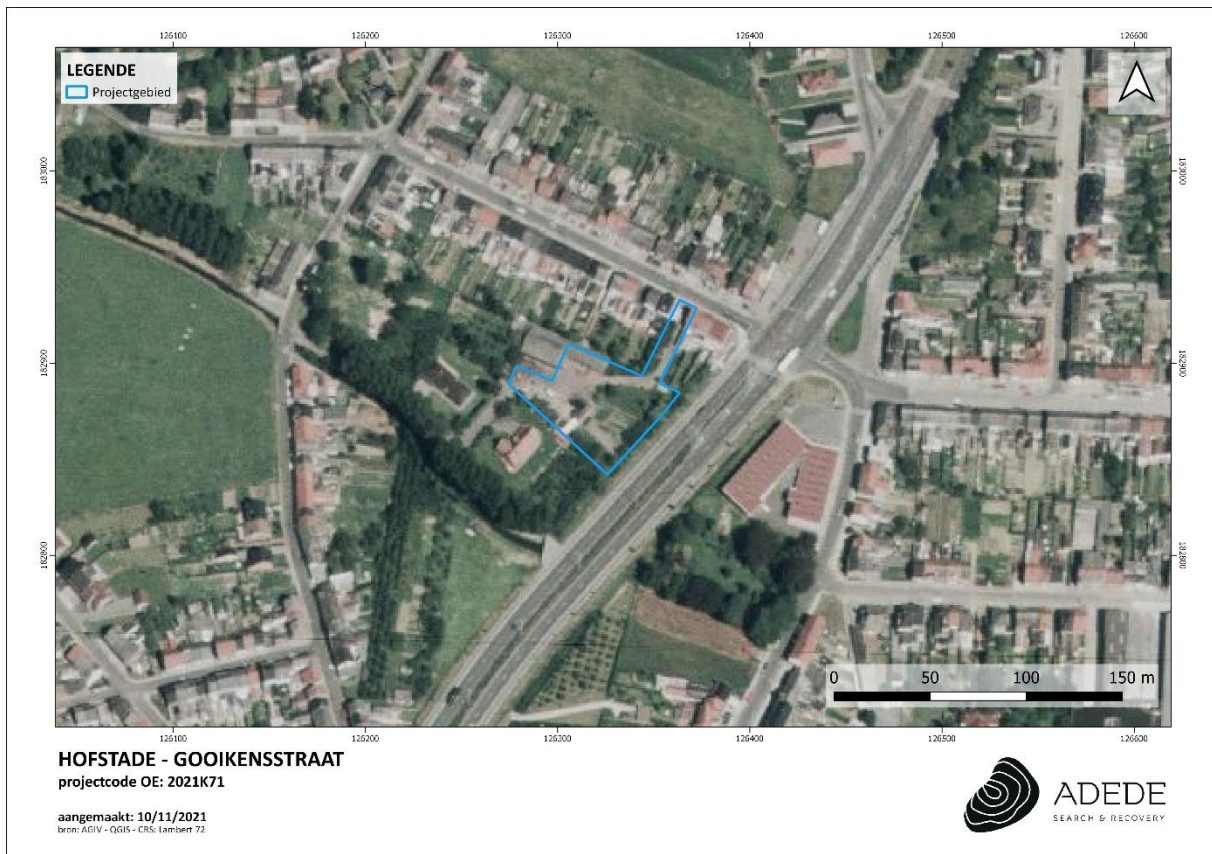 126100 126200 126300 126400 126500 126600
LEGENDE
Projectgebied
183000 183000
182900 182900
182800 182800
0 50 100 150 m
126100 126200 126300 126400 126500 126600
HOFSTADE - GOOIKENSSTRAAT
projectcode OE: 2021K71
aangemaakt: 10/11/2021
bron: AGIV - QGIS - CRS: Lambert 72
ADEDE
SEARCH & RECOVERY